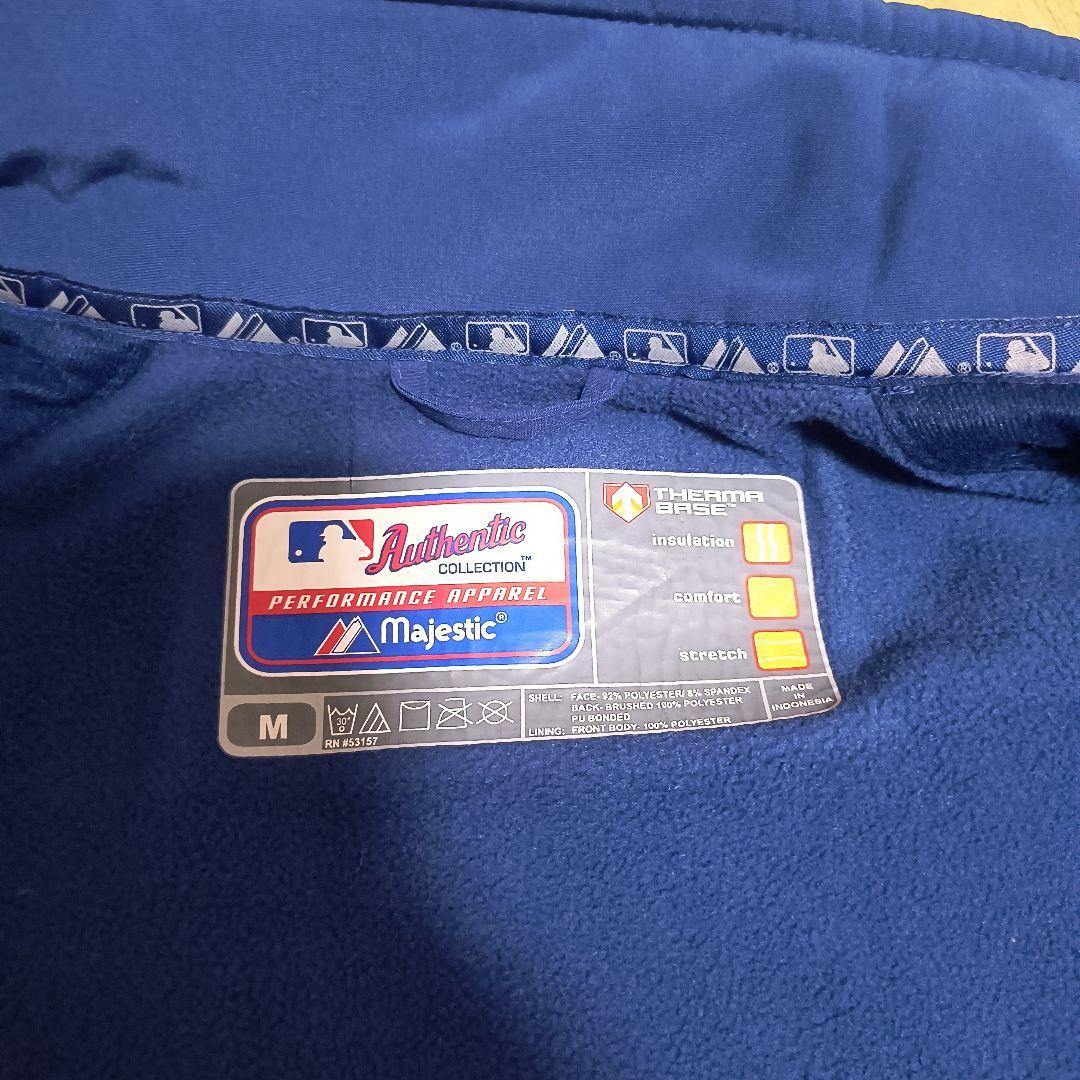 Authentic
COLLECTION™
PERFORMANCE APPAREL
Majestic®
THERMA
BASE™
insulation
comfort
stretch
M
30°
RN #53157
SHELL: FACE- 92% POLYESTER/ 8% SPANDEX
BACK- BRUSHED 100% POLYESTER
PU BONDED
LINING: FRONT BODY- 100% POLYESTER
MADE
IN
INDONESIA